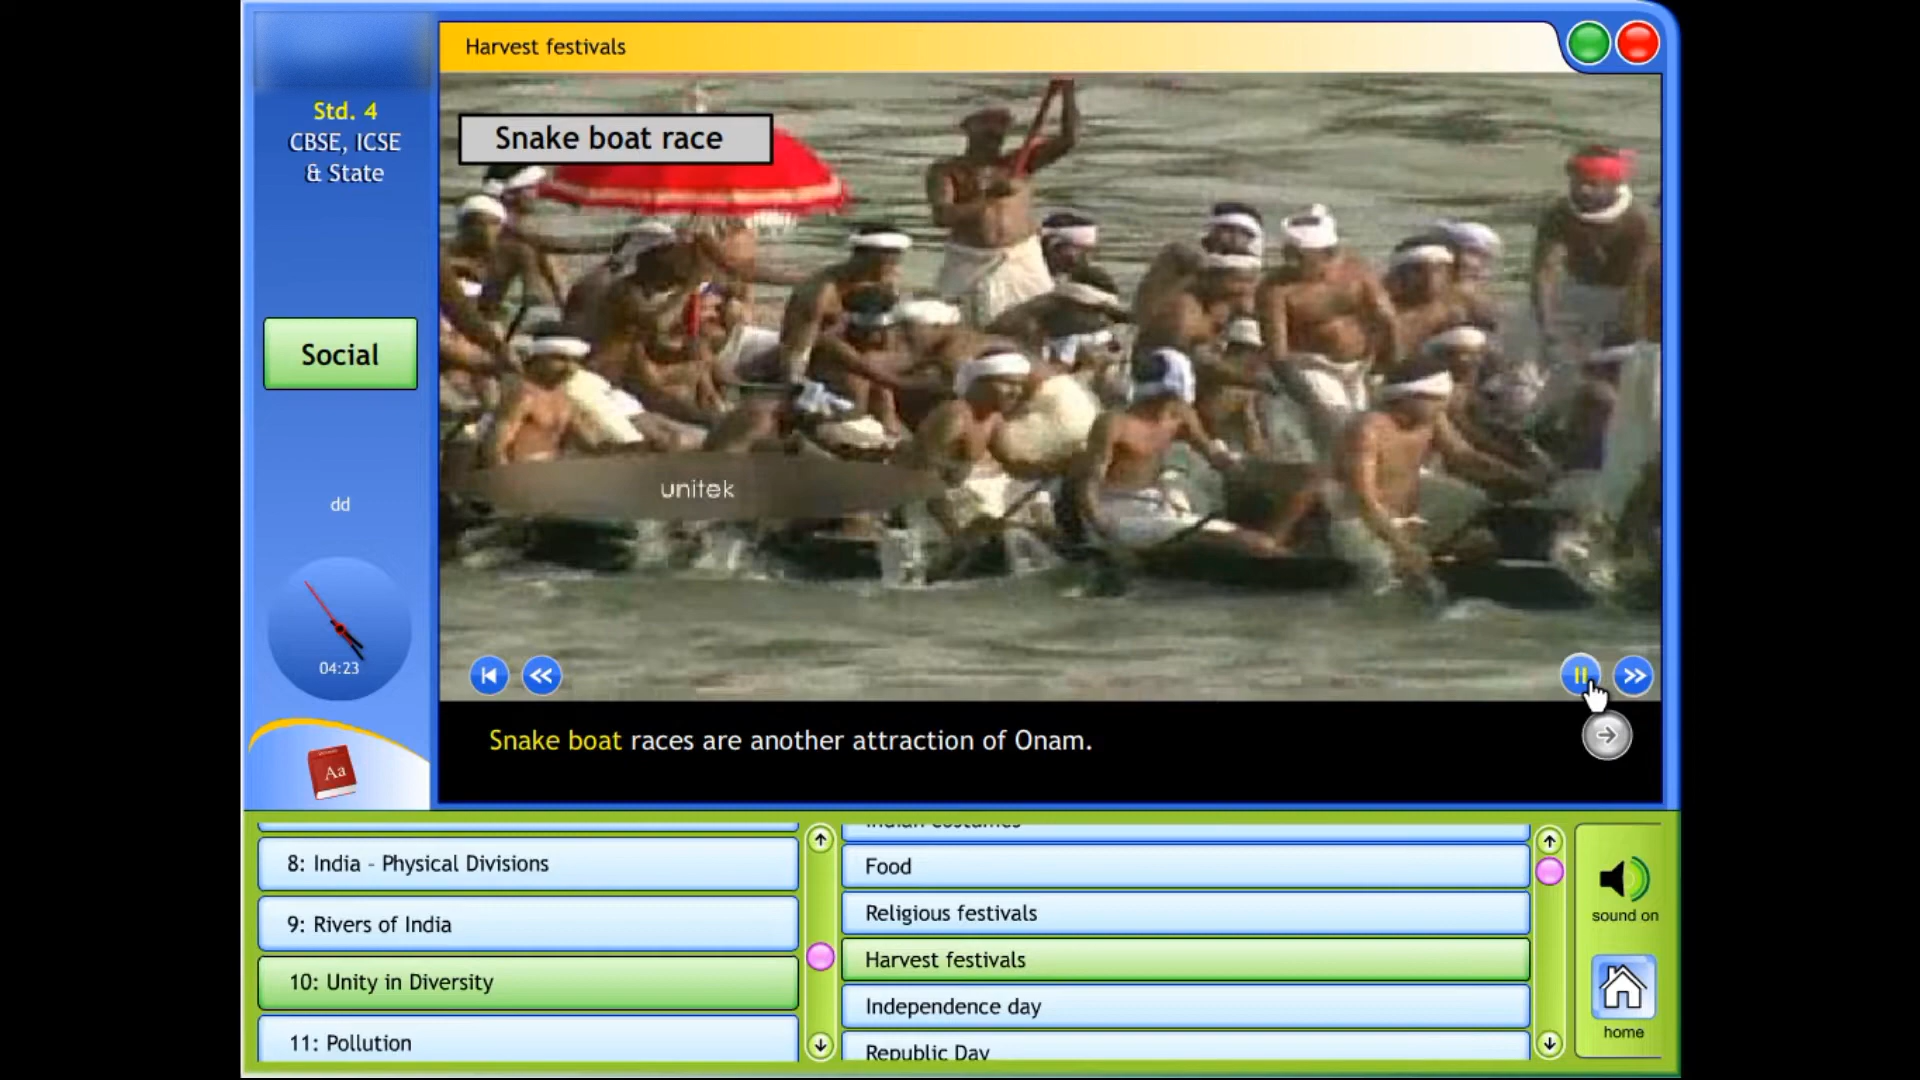 Harvest festivals
Std. 4
CBSE, ICSE
& State
Snake boat race
Social
unitek
dd
04:23
Aa
Snake boat races are another attraction of Onam.
8: India - Physical Divisions
9: Rivers of India
10: Unity in Diversity
11: Pollution
Indian costumes
Food
Religious festivals
Harvest festivals
Independence day
Republic Day
sound on
home